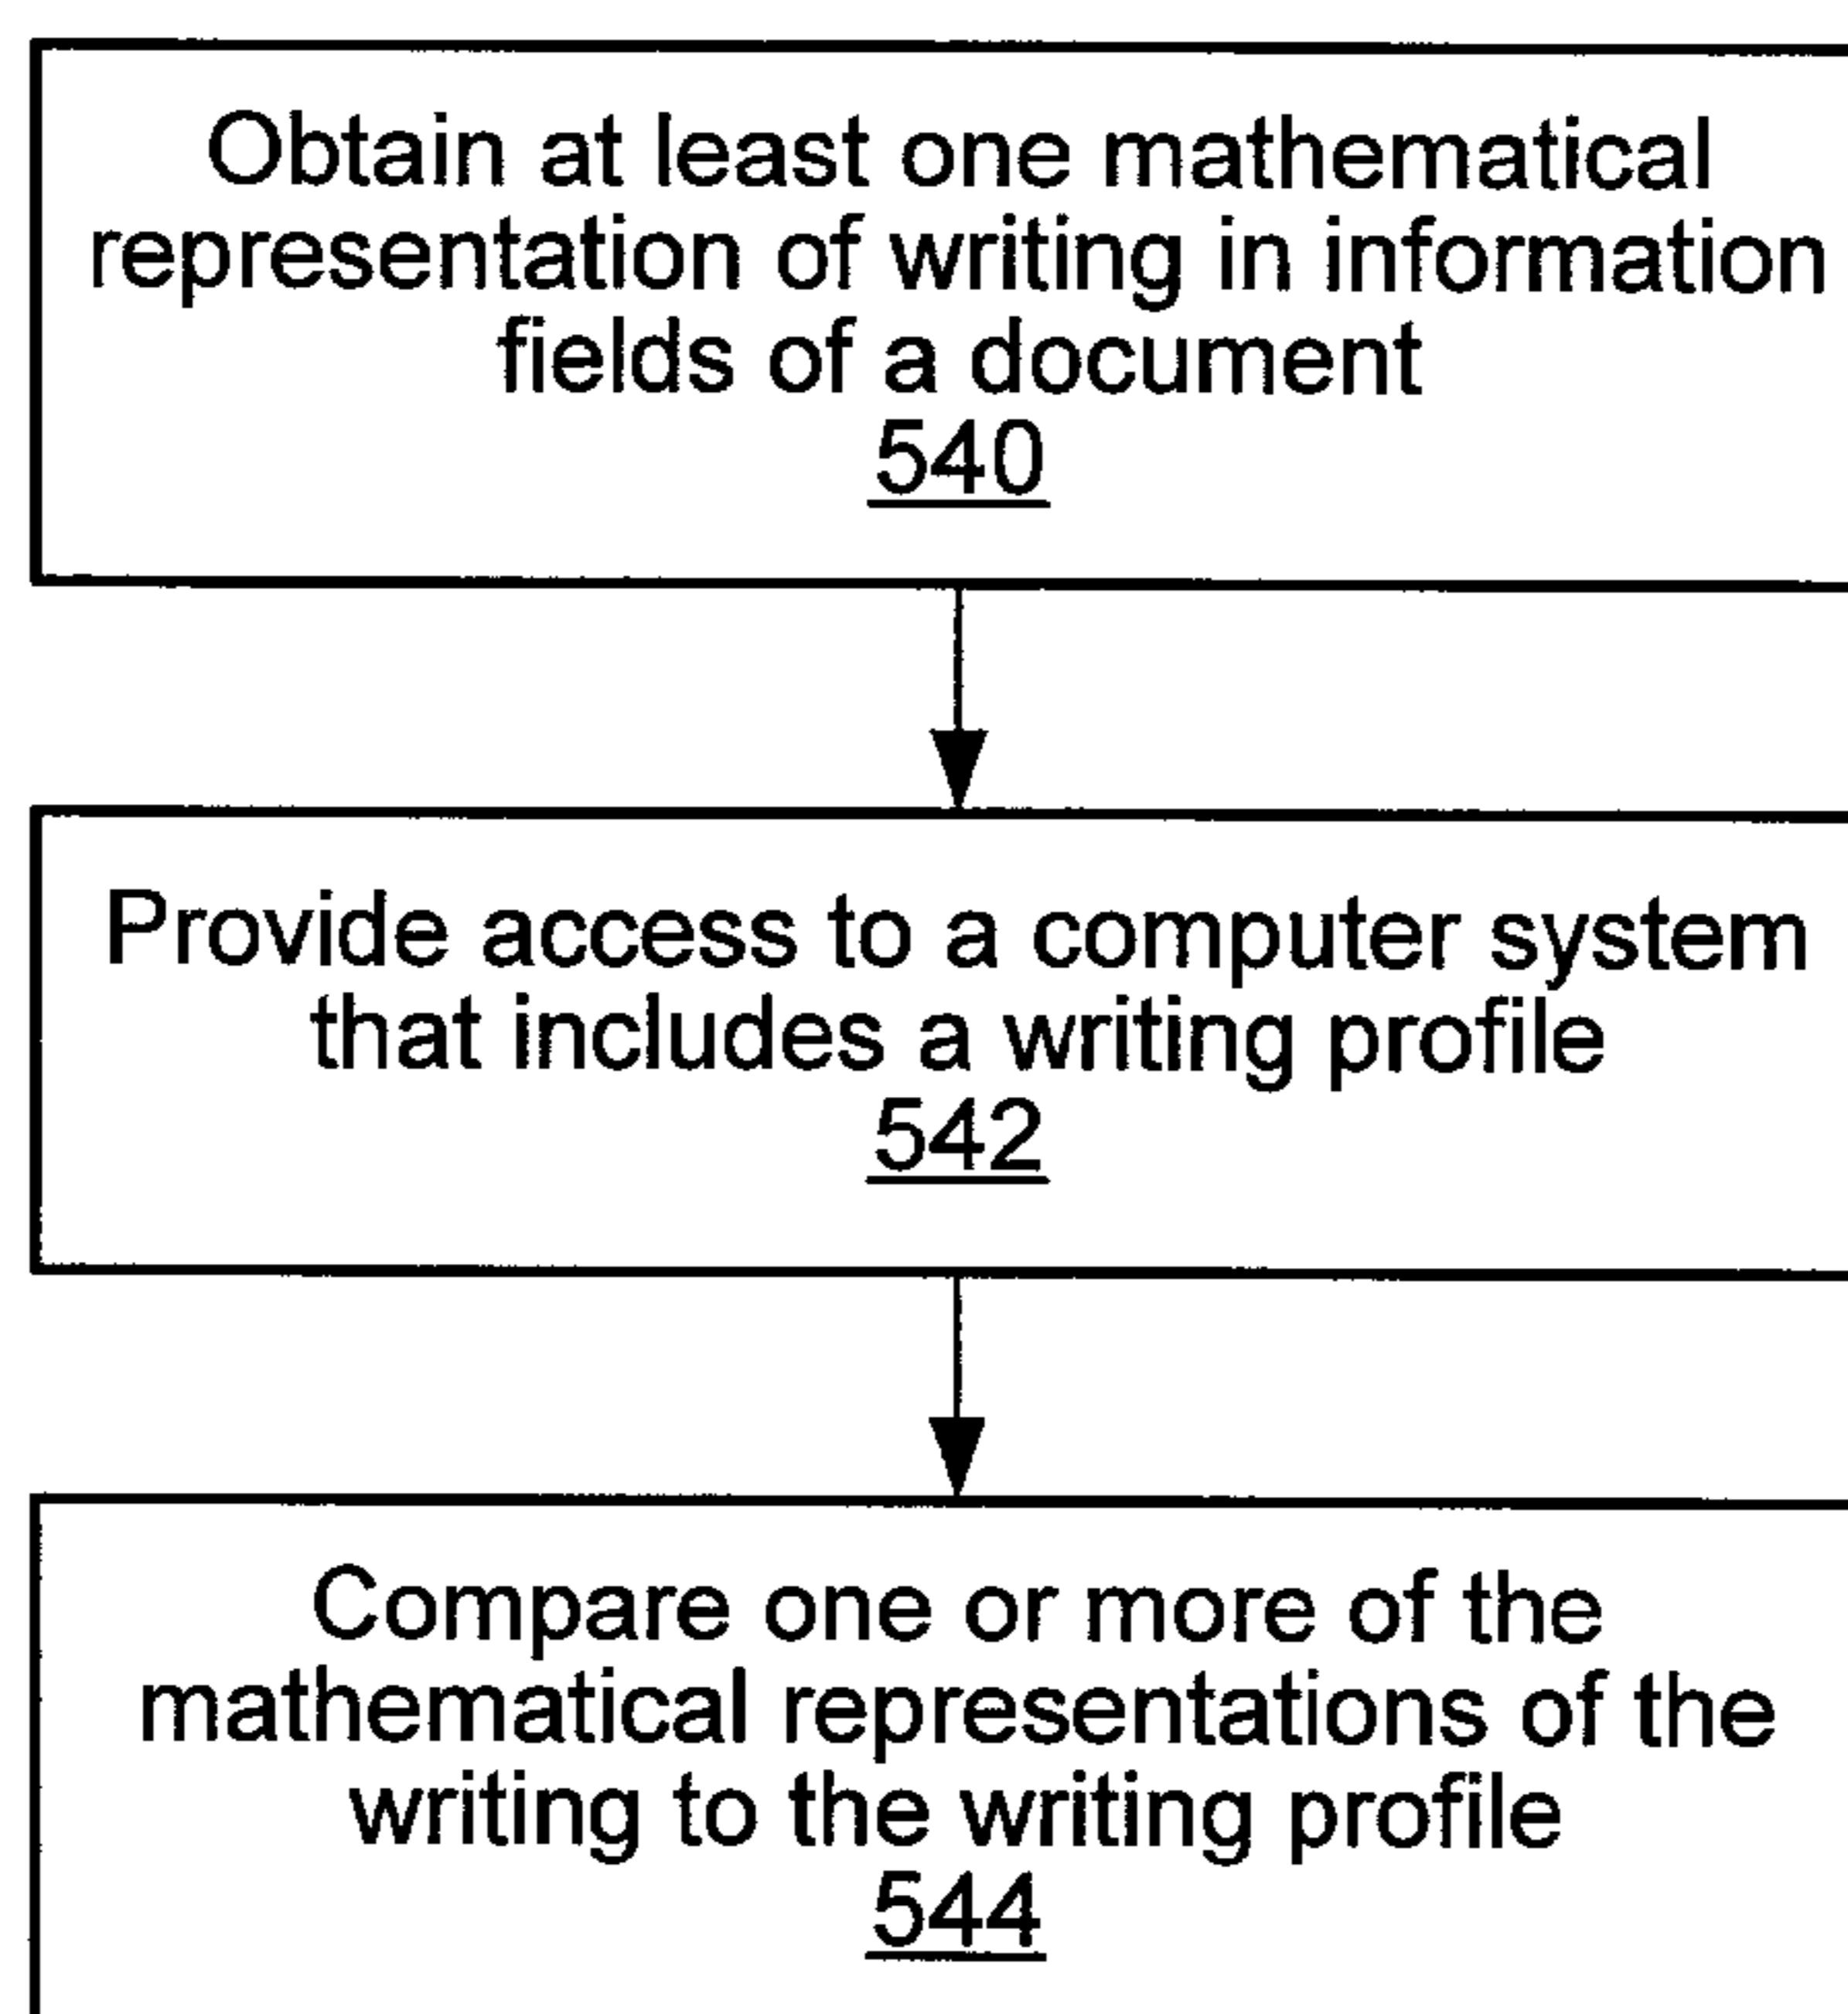 Obtain at least one mathematical
representation of writing in information
fields of a document
540
Provide access to a computer system
that includes a writing profile
542
Compare one or more of the
mathematical representations of the
writing to the writing profile
544